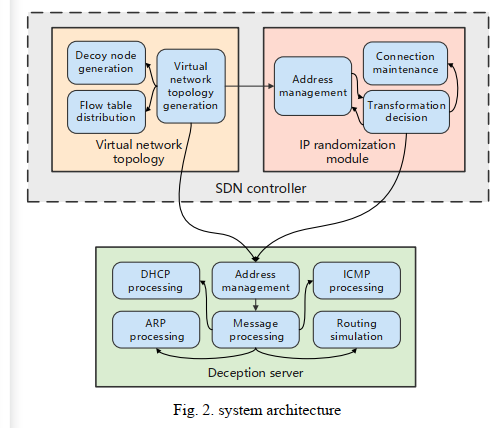 Decoy node
generation
Flow table
distribution
Virtual
network
topology
generation
Virtual network
topology
Address
management
Connection
maintenance
Transformation
decision
IP randomization
module
SDN controller
DHCP
processing
Address
management
ICMP
processing
ARP
processing
Message
processing
Routing
simulation
Deception server
Fig. 2. system architecture